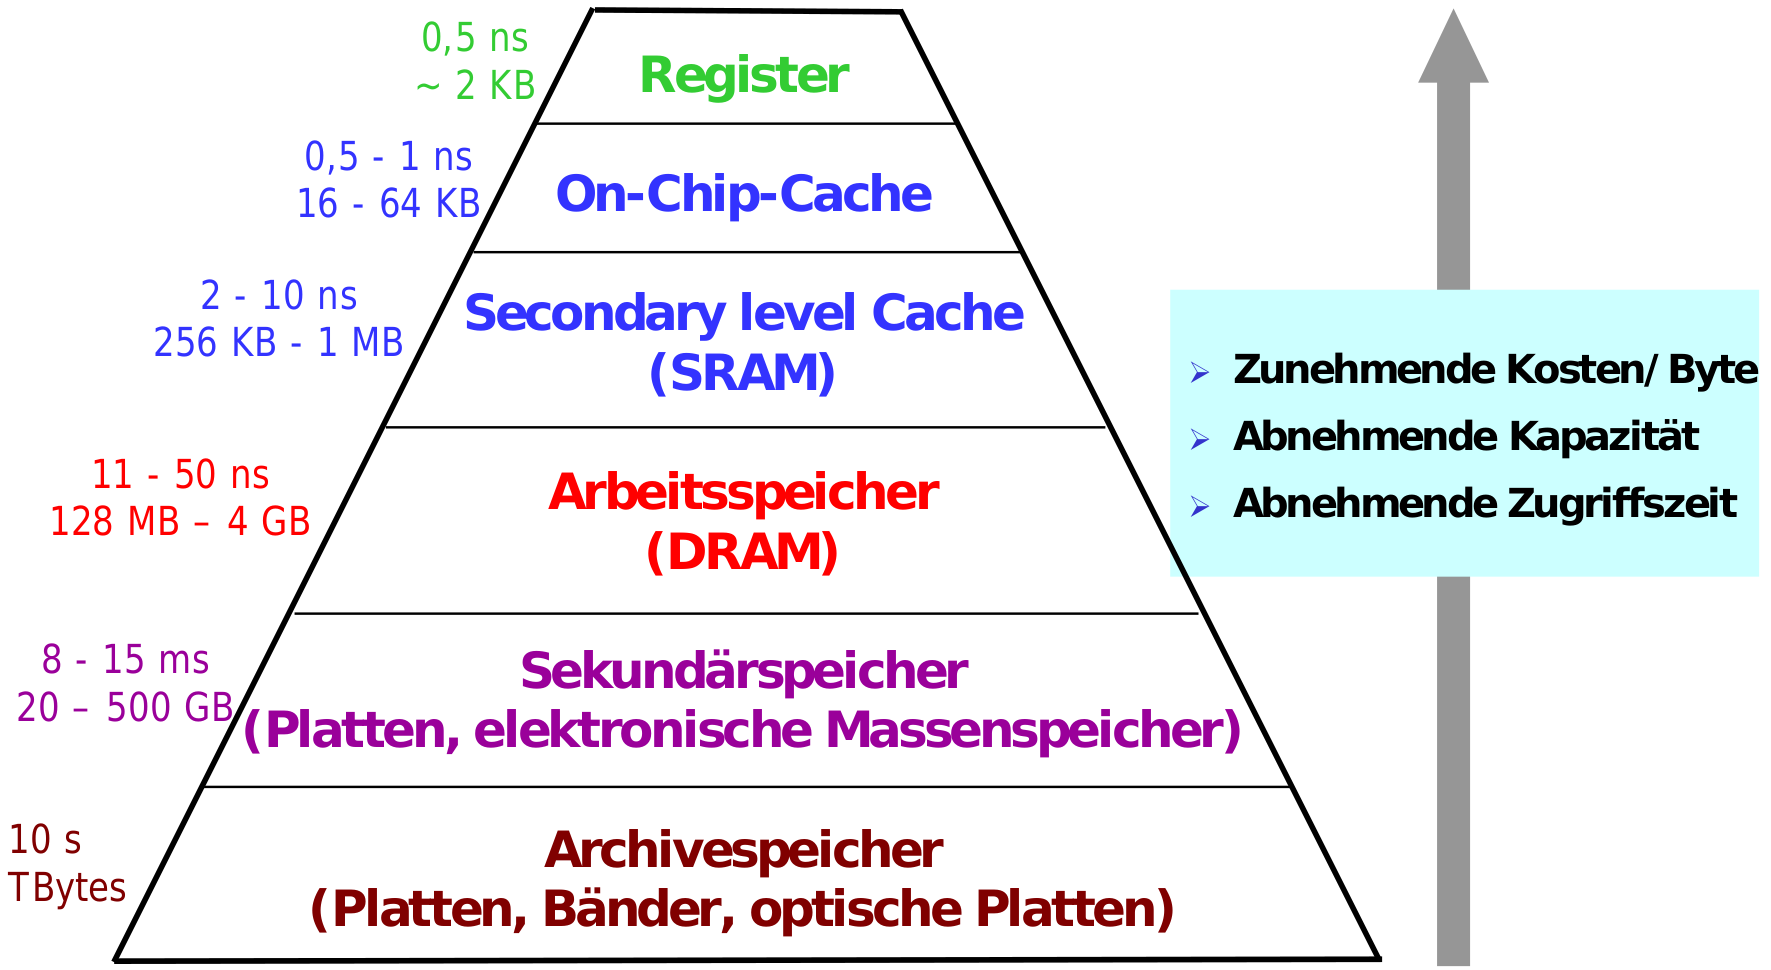 0,5 ns
~ 2 KB
Register
0,5 - 1 ns
16 - 64 KB
On-Chip-Cache
2 - 10 ns
256 KB - 1 MB
Secondary level Cache
(SRAM)
11 - 50 ns
128 MB – 4 GB
Arbeitsspeicher
(DRAM)
8 - 15 ms
20 – 500 GB
Sekundärspeicher
(Platten, elektronische Massenspeicher)
10 s
TBytes
Archivespeicher
(Platten, Bänder, optische Platten)
Zunehmende Kosten/ Byte
Abnehmende Kapazität
Abnehmende Zugriffszeit